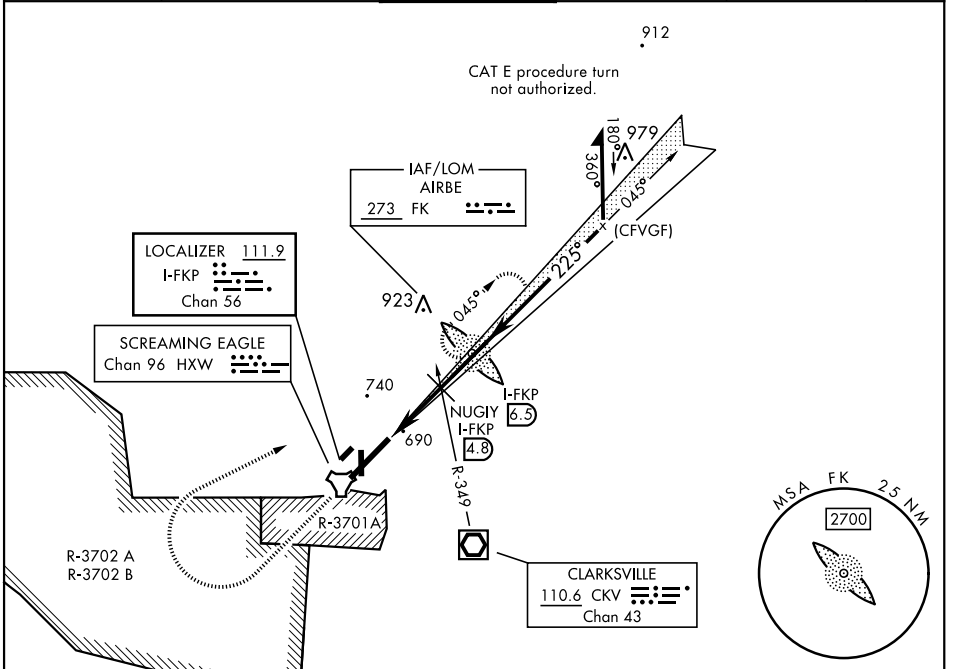 912
CAT E procedure turn
not authorized.
180°
979
360°
045°
(CFVGF)
225°
IAF/LOM
AIRBE
273 FK
LOCALIZER 111.9
I-FKP
Chan 56
923
045°
SCREAMING EAGLE
Chan 96 HXW
740
I-FKP
6.5
NUGIY
I-FKP
4.8
690
R-349
R-3701A
R-3702 A
R-3702 B
CLARKSVILLE
110.6 CKV
Chan 43
MSA FK 25 NM
2700